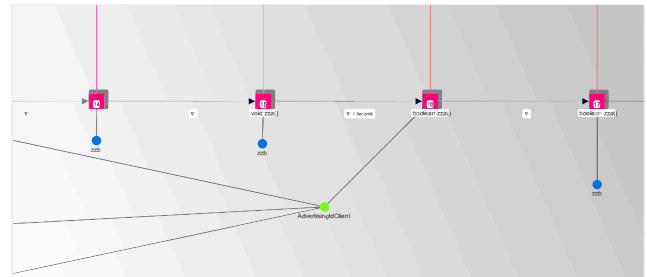 14
15
16
17
void zza()
boolean zza()
boolean zza()
∇:
∇:
∇: 1 Seconds
∇:
zzb
zzb
zzb
AdvertisingIdClient